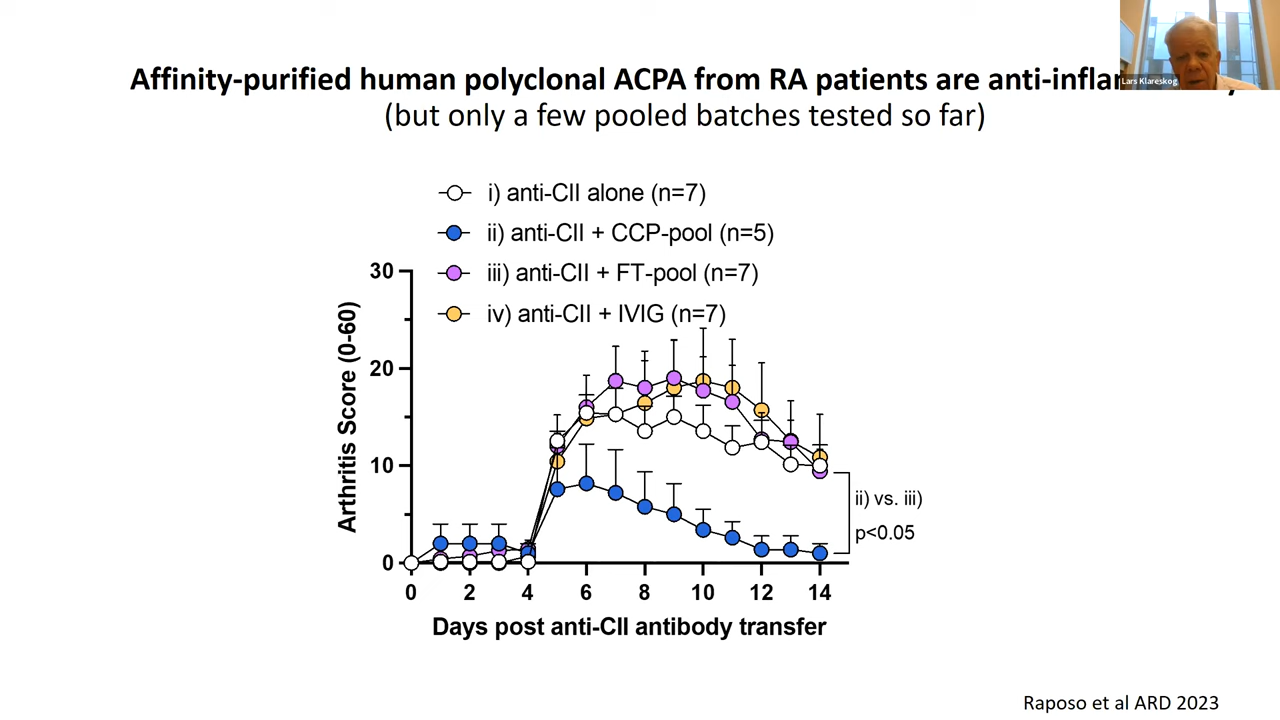 Affinity-purified human polyclonal ACPA from RA patients are
(but only a few pooled batches tested so far)
Lars Klareskog
i) anti-CII alone (n=7)
ii) anti-CII + CCP-pool (n=5)
iii) anti-CII + FT-pool (n=7)
iv) anti-CII + IVIG (n=7)
30
20
10
0
Arthritis Score (0-60)
ii) vs. iii)
p<0.05
0 2 4 6 8 10 12 14
Days post anti-CII antibody transfer
Raposo et al ARD 2023